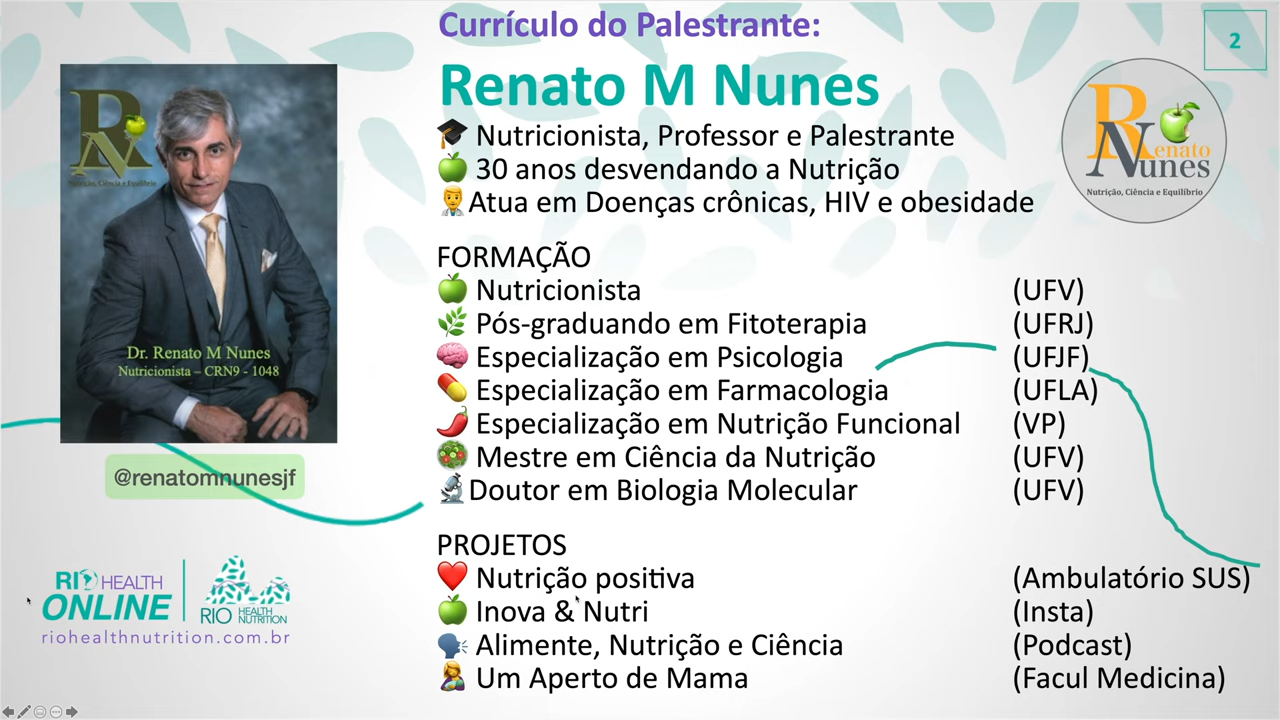 Currículo do Palestrante:
2
Renato M Nunes
Nutricionista, Professor e Palestrante
30 anos desvendando a Nutrição
Atua em Doenças crônicas, HIV e obesidade
RN
Nutrição, Ciência e Equilíbrio
Renato
Nunes
Nutrição, Ciência e Equilíbrio
Dr. Renato M Nunes
Nutricionista – CRN9 - 1048
@renatomnunesjf
FORMAÇÃO
Nutricionista (UFV)
Pós-graduando em Fitoterapia (UFRJ)
Especialização em Psicologia (UFJF)
Especialização em Farmacologia (UFLA)
Especialização em Nutrição Funcional (VP)
Mestre em Ciência da Nutrição (UFV)
Doutor em Biologia Molecular (UFV)
PROJETOS
Nutrição positiva (Ambulatório SUS)
Inova & Nutri (Insta)
Alimente, Nutrição e Ciência (Podcast)
Um Aperto de Mama (Facul Medicina)
RIO HEALTH
ONLINE
RIO HEALTH NUTRITION
riohealthnutrition.com.br